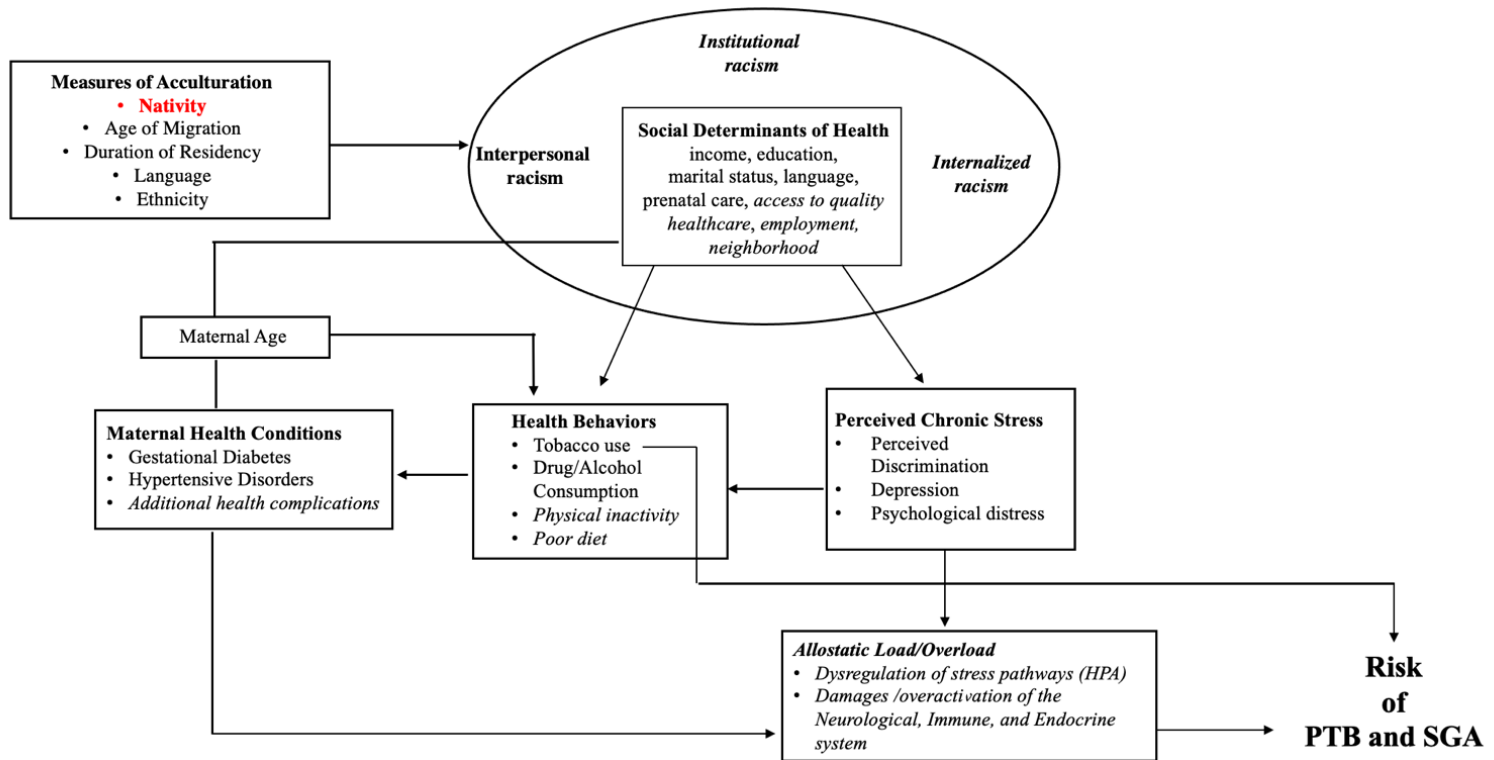 Measures of Acculturation
• Nativity
• Age of Migration
• Duration of Residency
• Language
• Ethnicity
Institutional
racism
Interpersonal
racism
Social Determinants of Health
income, education,
marital status, language,
prenatal care, access to quality
healthcare, employment,
neighborhood
Internalized
racism
Maternal Age
Maternal Health Conditions
• Gestational Diabetes
• Hypertensive Disorders
• Additional health complications
Health Behaviors
• Tobacco use
• Drug/Alcohol
Consumption
• Physical inactivity
• Poor diet
Perceived Chronic Stress
• Perceived
Discrimination
• Depression
• Psychological distress
Allostatic Load/Overload
• Dysregulation of stress pathways (HPA)
• Damages /overactivation of the
Neurological, Immune, and Endocrine
system
Risk
of
PTB and SGA